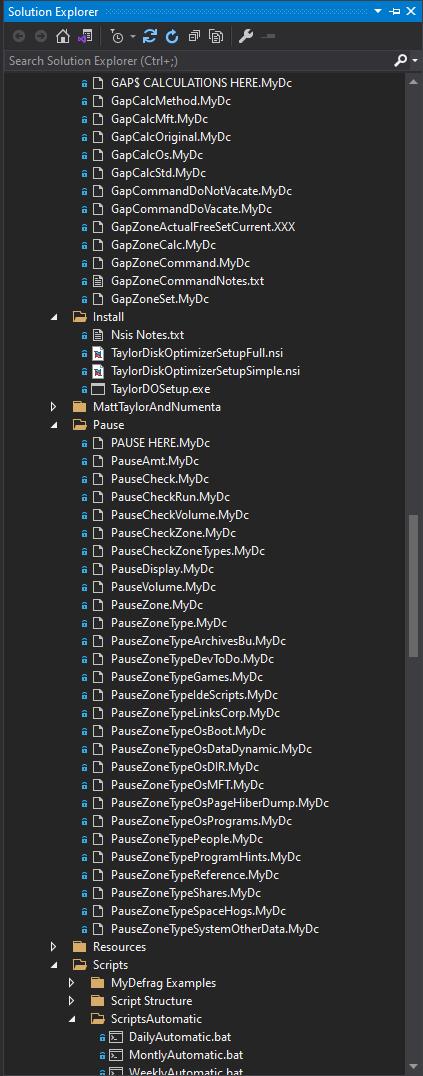 Solution Explorer
Search Solution Explorer (Ctrl+;)
GAP$ CALCULATIONS HERE.MyDc
GapCalcMethod.MyDc
GapCalcMft.MyDc
GapCalcOriginal.MyDc
GapCalcOs.MyDc
GapCalcStd.MyDc
GapCommandDoNotVacate.MyDc
GapCommandDoVacate.MyDc
GapZoneActualFreeSetCurrent.XXX
GapZoneCalc.MyDc
GapZoneCommand.MyDc
GapZoneCommandNotes.txt
GapZoneSet.MyDc
Install
Nsis Notes.txt
TaylorDiskOptimizerSetupFull.nsi
TaylorDiskOptimizerSetupSimple.nsi
TaylorDOSetup.exe
MattTaylorAndNumenta
Pause
PAUSE HERE.MyDc
PauseAmt.MyDc
PauseCheck.MyDc
PauseCheckRun.MyDc
PauseCheckVolume.MyDc
PauseCheckZone.MyDc
PauseCheckZoneTypes.MyDc
PauseDisplay.MyDc
PauseVolume.MyDc
PauseZone.MyDc
PauseZoneType.MyDc
PauseZoneTypeArchivesBu.MyDc
PauseZoneTypeDevToDo.MyDc
PauseZoneTypeGames.MyDc
PauseZoneTypeIdeScripts.MyDc
PauseZoneTypeLinksCorp.MyDc
PauseZoneTypeOsBoot.MyDc
PauseZoneTypeOsDataDynamic.MyDc
PauseZoneTypeOsDIR.MyDc
PauseZoneTypeOsMFT.MyDc
PauseZoneTypeOsPageHiberDump.MyDc
PauseZoneTypeOsPrograms.MyDc
PauseZoneTypePeople.MyDc
PauseZoneTypeProgramHints.MyDc
PauseZoneTypeReference.MyDc
PauseZoneTypeShares.MyDc
PauseZoneTypeSpaceHogs.MyDc
PauseZoneTypeSystemOtherData.MyDc
Resources
Scripts
MyDefrag Examples
Script Structure
ScriptsAutomatic
DailyAutomatic.bat
MontlyAutomatic.bat
WeeklyAutomatic.bat